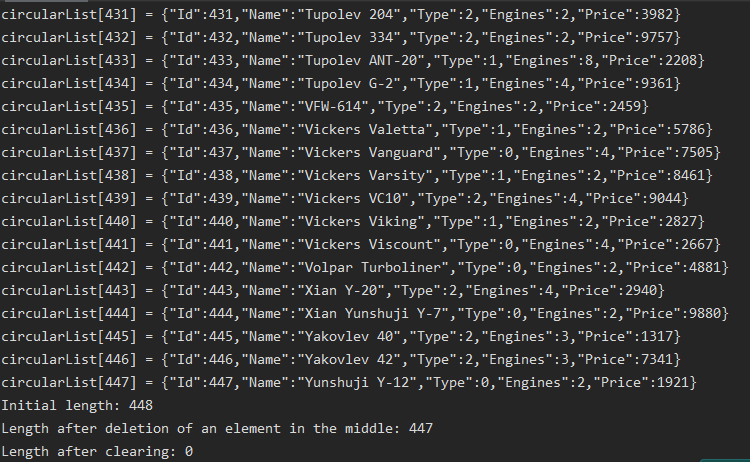 circularList[431] = {"Id":431,"Name":"Tupolev 204","Type":2,"Engines":2,"Price":3982}
circularList[432] = {"Id":432,"Name":"Tupolev 334","Type":2,"Engines":2,"Price":9757}
circularList[433] = {"Id":433,"Name":"Tupolev ANT-20","Type":1,"Engines":8,"Price":2208}
circularList[434] = {"Id":434,"Name":"Tupolev G-2","Type":1,"Engines":4,"Price":9361}
circularList[435] = {"Id":435,"Name":"VFW-614","Type":2,"Engines":2,"Price":2459}
circularList[436] = {"Id":436,"Name":"Vickers Valetta","Type":1,"Engines":2,"Price":5786}
circularList[437] = {"Id":437,"Name":"Vickers Vanguard","Type":0,"Engines":4,"Price":7505}
circularList[438] = {"Id":438,"Name":"Vickers Varsity","Type":1,"Engines":2,"Price":8461}
circularList[439] = {"Id":439,"Name":"Vickers VC10","Type":2,"Engines":4,"Price":9044}
circularList[440] = {"Id":440,"Name":"Vickers Viking","Type":1,"Engines":2,"Price":2827}
circularList[441] = {"Id":441,"Name":"Vickers Viscount","Type":0,"Engines":4,"Price":2667}
circularList[442] = {"Id":442,"Name":"Volpar Turboliner","Type":0,"Engines":2,"Price":4881}
circularList[443] = {"Id":443,"Name":"Xian Y-20","Type":2,"Engines":4,"Price":2940}
circularList[444] = {"Id":444,"Name":"Xian Yunshuji Y-7","Type":0,"Engines":2,"Price":9880}
circularList[445] = {"Id":445,"Name":"Yakovlev 40","Type":2,"Engines":3,"Price":1317}
circularList[446] = {"Id":446,"Name":"Yakovlev 42","Type":2,"Engines":3,"Price":7341}
circularList[447] = {"Id":447,"Name":"Yunshuji Y-12","Type":0,"Engines":2,"Price":1921}
Initial length: 448
Length after deletion of an element in the middle: 447
Length after clearing: 0